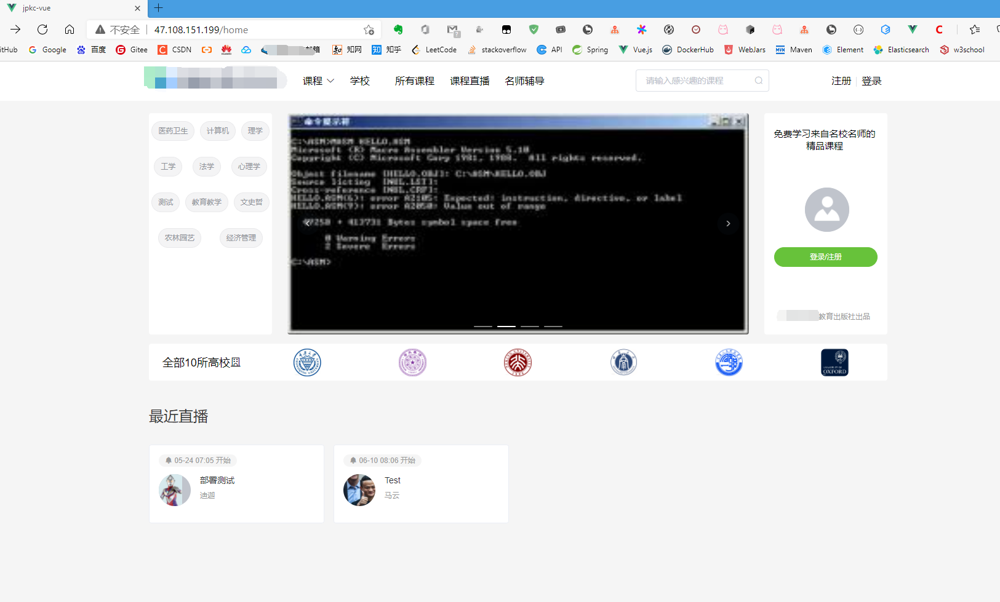 jpkc-vue
不安全 47.108.151.199/home
itHub Google 百度 Gitee CSDN 邮箱 知网 知乎 LeetCode stackoverflow API Spring Vue.js DockerHub WebJars Maven Element Elasticsearch w3school
课程 学校 所有课程 课程直播 名师辅导 请输入感兴趣的课程 注册 登录
医药卫生 计算机 理学
工学 法学 心理学
测试 教育教学 文史哲
农林园艺 经济管理
命令提示符
C:\ASM>MASM HELLO.ASM
Microsoft (R) Macro Assembler Version 5.10
Copyright (C) Microsoft Corp 1981, 1988. All rights reserved.
Object filename [HELLO.OBJ]: C:\ASM\HELLO.OBJ
Source listing [NUL.LST]:
Cross-reference [NUL.CRF]:
HELLO.ASM(6): error A2105: Expected: instruction, directive, or label
HELLO.ASM(9): error A2050: Value out of range
+ 413731 Bytes symbol space free
0 Warning Errors
2 Severe Errors
C:\ASM>
免费学习来自名校名师的
精品课程
登录/注册
教育出版社出品
全部10所高校
OXFORD
最近直播
05-24 07:05 开始
部署测试
迪迦
06-10 08:06 开始
Test
马云